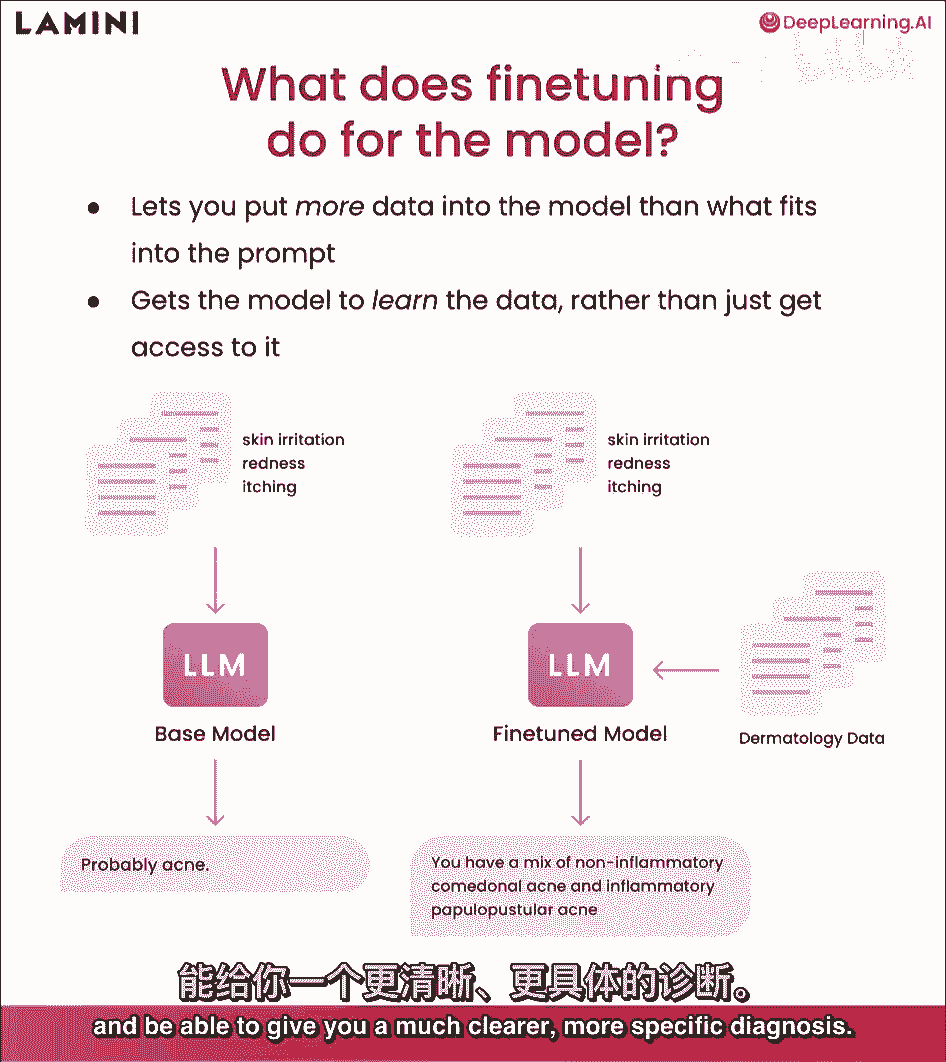 LAMINI
DeepLearning.AI
What does finetuning
do for the model?
● Lets you put more data into the model than what fits
into the prompt
● Gets the model to learn the data, rather than just get
access to it
skin irritation
redness
itching
skin irritation
redness
itching
LLM
LLM
Base Model
Finetuned Model
Dermatology Data
Probably acne.
You have a mix of non-inflammatory
comedonal acne and inflammatory
papulopustular acne
能给你一个更清晰、更具体的诊断。
and be able to give you a much clearer, more specific diagnosis.